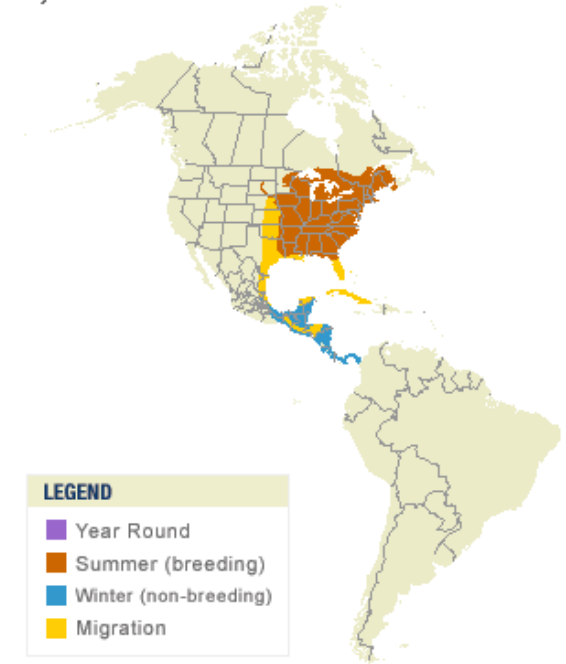 LEGEND
Year Round
Summer (breeding)
Winter (non-breeding)
Migration